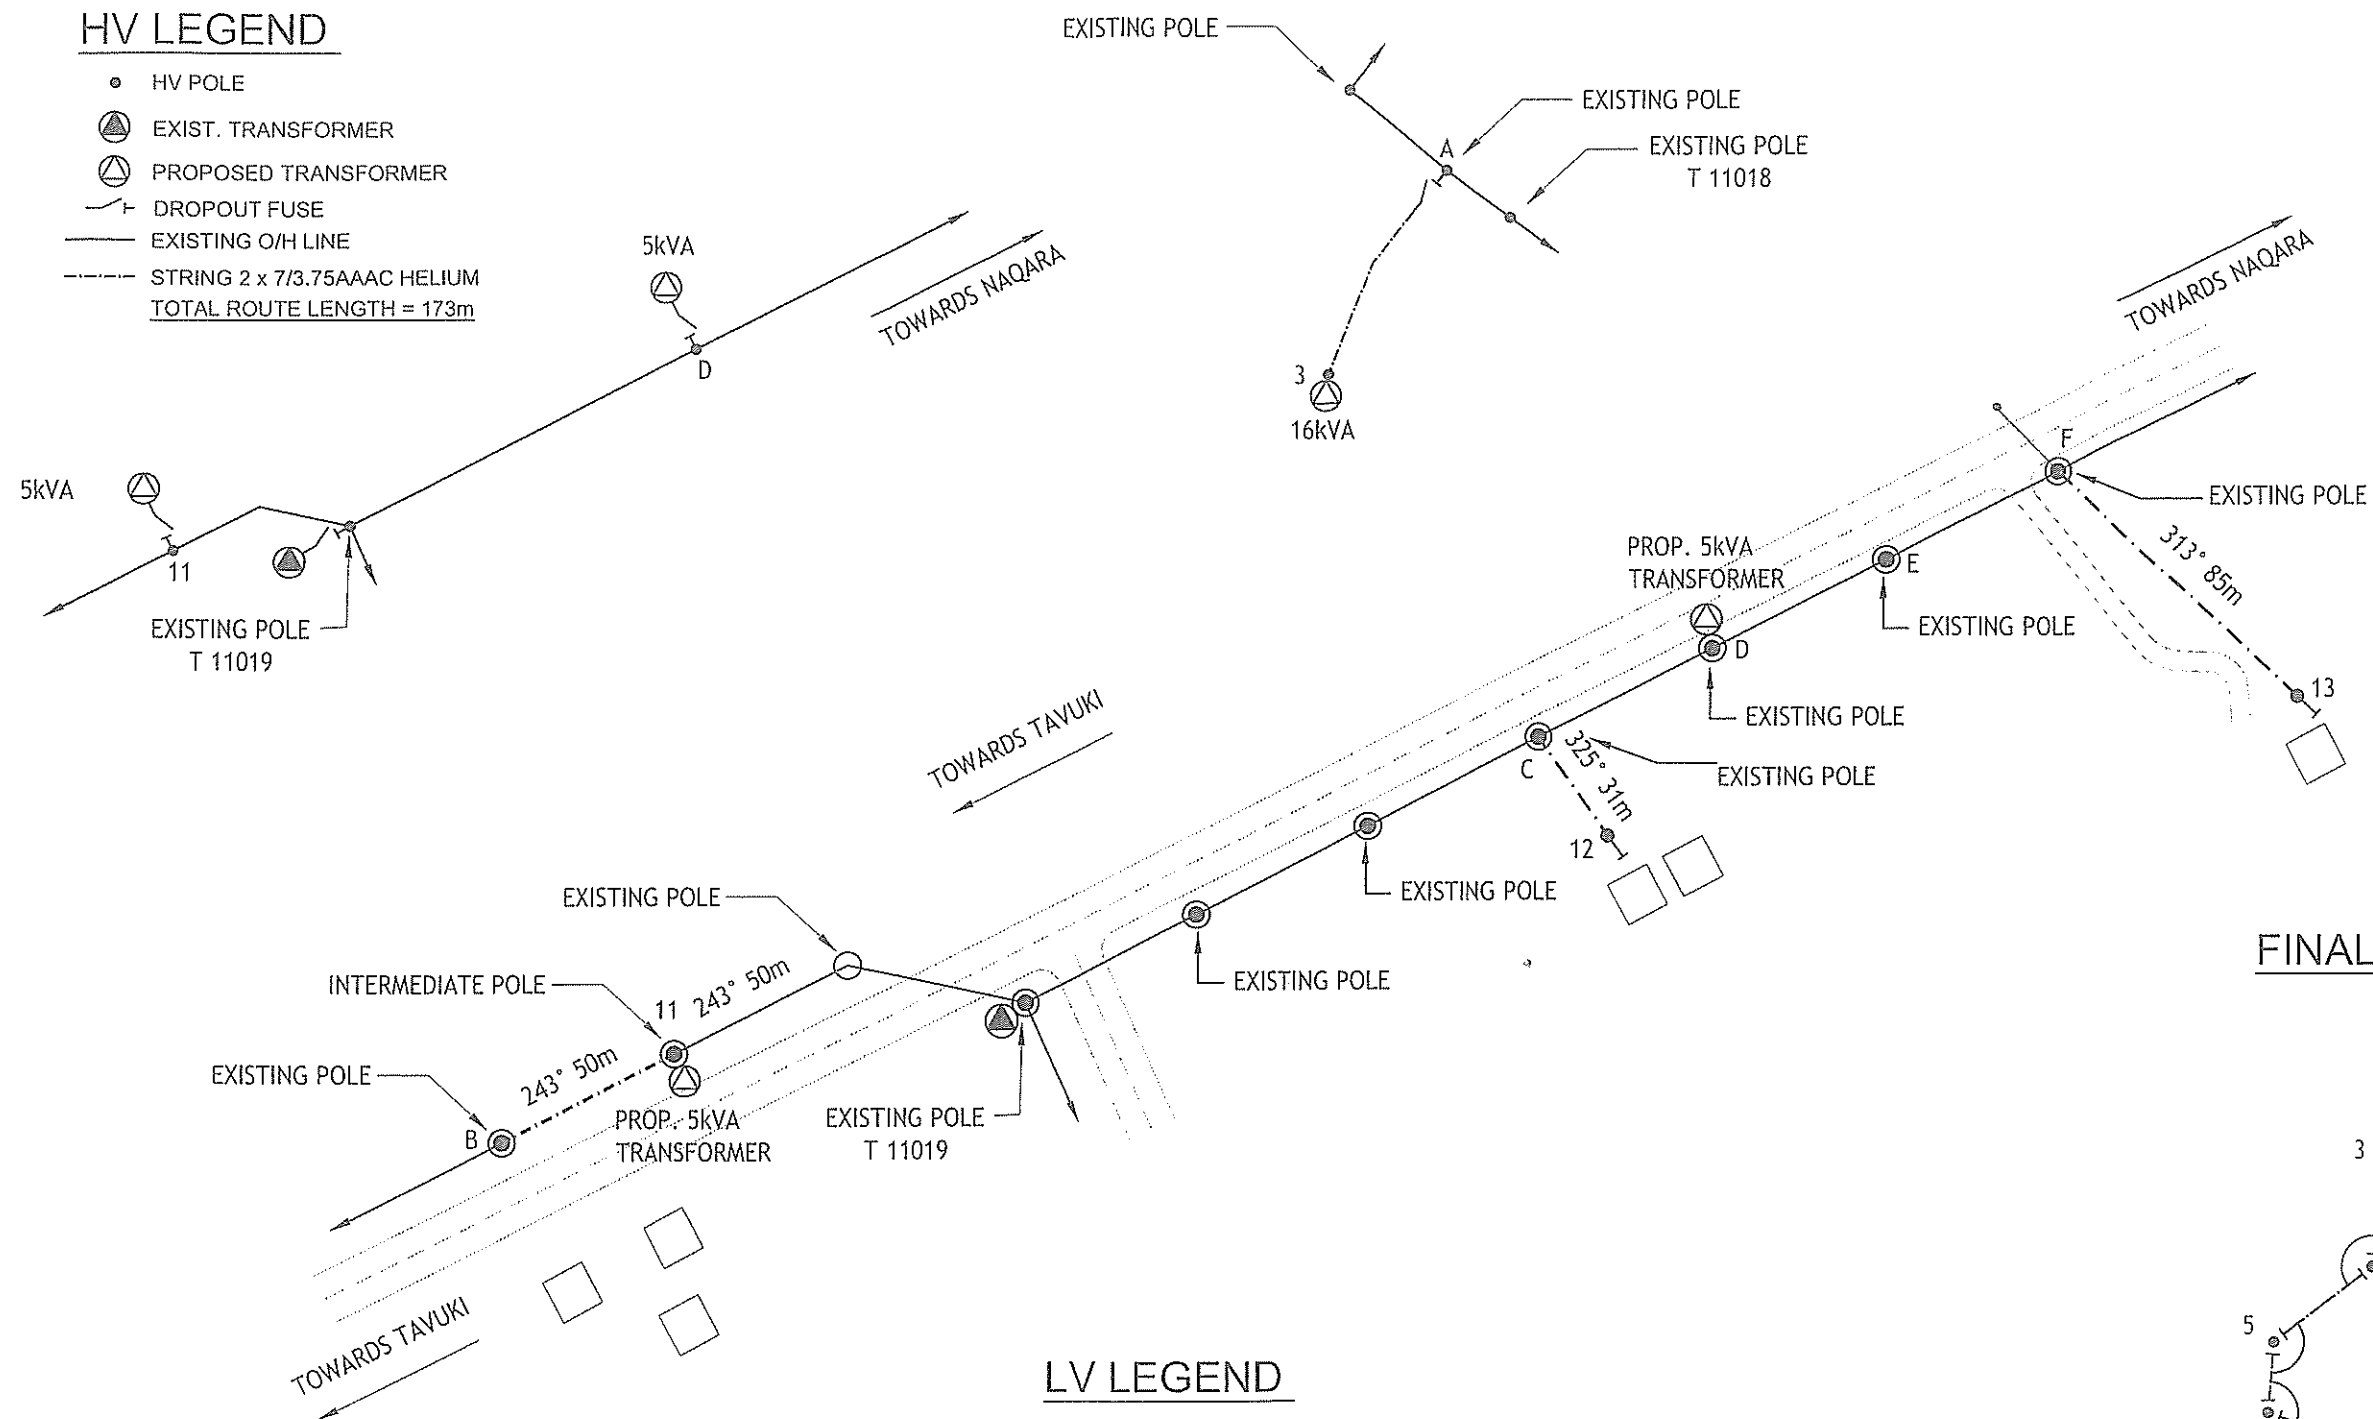 HV LEGEND
HV POLE
EXIST. TRANSFORMER
PROPOSED TRANSFORMER
DROPOUT FUSE
EXISTING O/H LINE
STRING 2 x 7/3.75AAAC HELIUM
TOTAL ROUTE LENGTH = 173m
5kVA
D
TOWARDS NAQARA
5kVA
11
EXISTING POLE
T 11019
EXISTING POLE
A
EXISTING POLE
EXISTING POLE
T 11018
3
16kVA
TOWARDS NAQARA
F
EXISTING POLE
313° 85m
13
PROP. 5kVA
TRANSFORMER
E
EXISTING POLE
D
EXISTING POLE
C
325° 31m
EXISTING POLE
12
TOWARDS TAVUKI
EXISTING POLE
EXISTING POLE
EXISTING POLE
INTERMEDIATE POLE
11 243° 50m
243° 50m
EXISTING POLE
B
PROP. 5kVA
TRANSFORMER
EXISTING POLE
T 11019
TOWARDS TAVUKI
LV LEGEND
FINAL
3
5